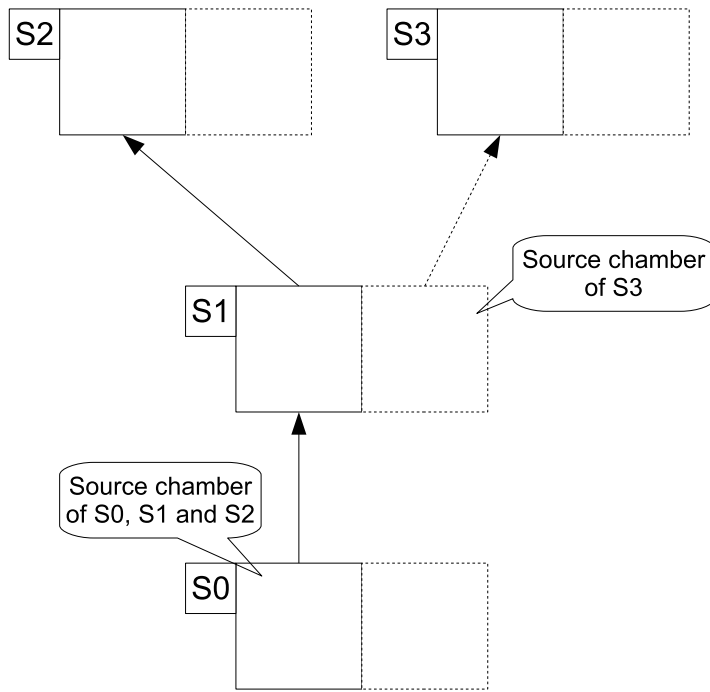 S2
S3
Source chamber
of S3
S1
Source chamber
of S0, S1 and S2
S0